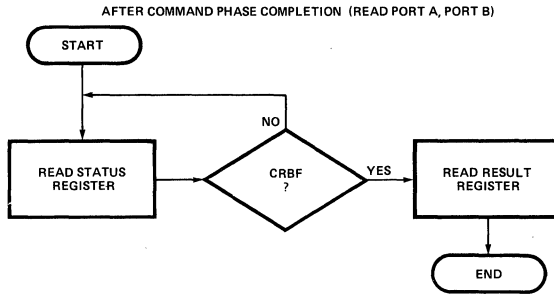 AFTER COMMAND PHASE COMPLETION (READ PORT A, PORT B)
START
NO
READ STATUS
REGISTER
CRBF
?
YES
READ RESULT
REGISTER
END